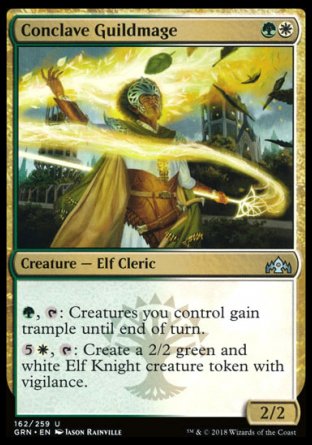 Conclave Guildmage
Creature — Elf Cleric
, : Creatures you control gain
trample until end of turn.
5 , : Create a 2/2 green and
white Elf Knight creature token with
vigilance.
2/2
162/259 U
GRN • EN Jason Rainville
™ & © 2018 Wizards of the Coast